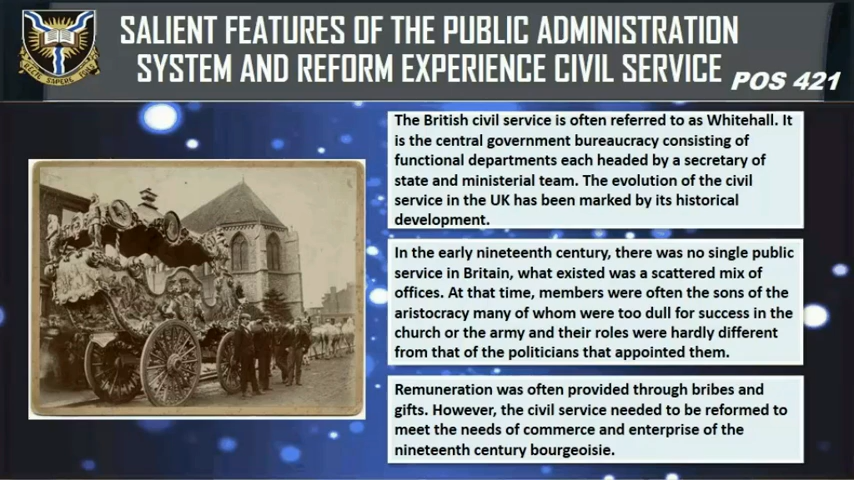 SALIENT FEATURES OF THE PUBLIC ADMINISTRATION
SYSTEM AND REFORM EXPERIENCE CIVIL SERVICE
POS 421
The British civil service is often referred to as Whitehall. It
is the central government bureaucracy consisting of
functional departments each headed by a secretary of
state and ministerial team. The evolution of the civil
service in the UK has been marked by its historical
development.
In the early nineteenth century, there was no single public
service in Britain, what existed was a scattered mix of
offices. At that time, members were often the sons of the
aristocracy many of whom were too dull for success in the
church or the army and their roles were hardly different
from that of the politicians that appointed them.
Remuneration was often provided through bribes and
gifts. However, the civil service needed to be reformed to
meet the needs of commerce and enterprise of the
nineteenth century bourgeoisie.